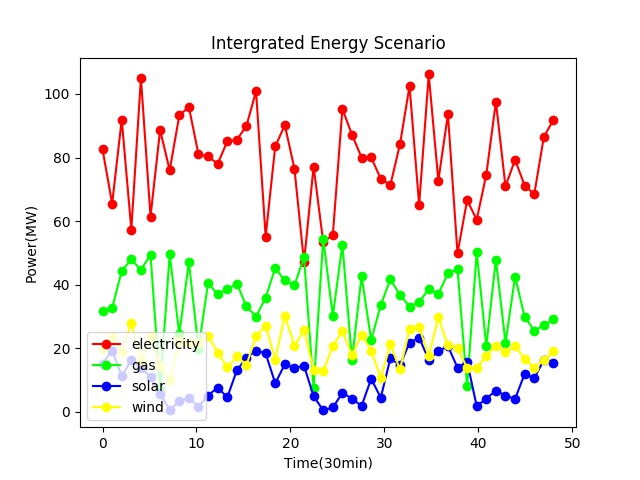 Intergrated Energy Scenario
Power(MW)
100
80
60
40
20
0
electricity
gas
solar
wind
0 10 20 30 40 50
Time(30min)